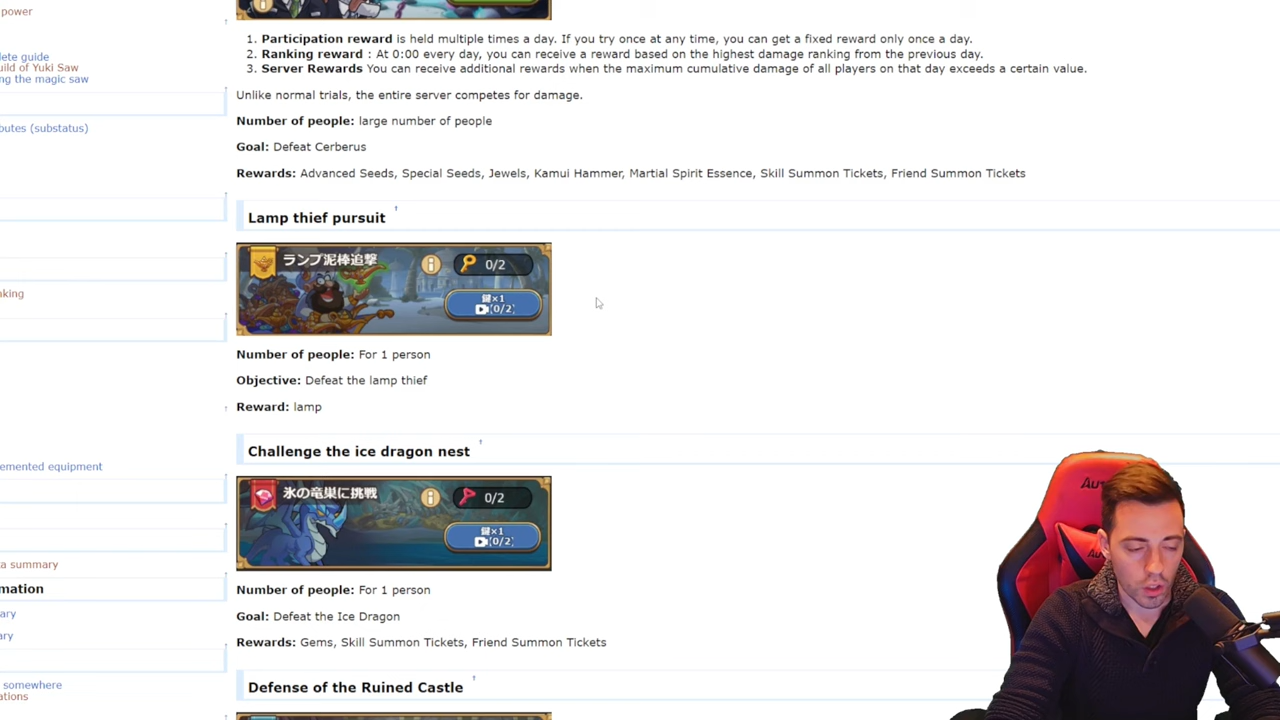 power
lete guide
uild of Yuki Saw
ng the magic saw
butes (substatus)
nking
emented equipment
a summary
mation
ary
ary
somewhere
ations
1. Participation reward is held multiple times a day. If you try once at any time, you can get a fixed reward only once a day.
2. Ranking reward : At 0:00 every day, you can receive a reward based on the highest damage ranking from the previous day.
3. Server Rewards You can receive additional rewards when the maximum cumulative damage of all players on that day exceeds a certain value.
Unlike normal trials, the entire server competes for damage.
Number of people: large number of people
Goal: Defeat Cerberus
Rewards: Advanced Seeds, Special Seeds, Jewels, Kamui Hammer, Martial Spirit Essence, Skill Summon Tickets, Friend Summon Tickets
Lamp thief pursuit
ランプ泥棒追撃
0/2
鍵×1
(0/2)
Number of people: For 1 person
Objective: Defeat the lamp thief
Reward: lamp
Challenge the ice dragon nest
氷の竜巣に挑戦
0/2
鍵×1
(0/2)
Number of people: For 1 person
Goal: Defeat the Ice Dragon
Rewards: Gems, Skill Summon Tickets, Friend Summon Tickets
Defense of the Ruined Castle